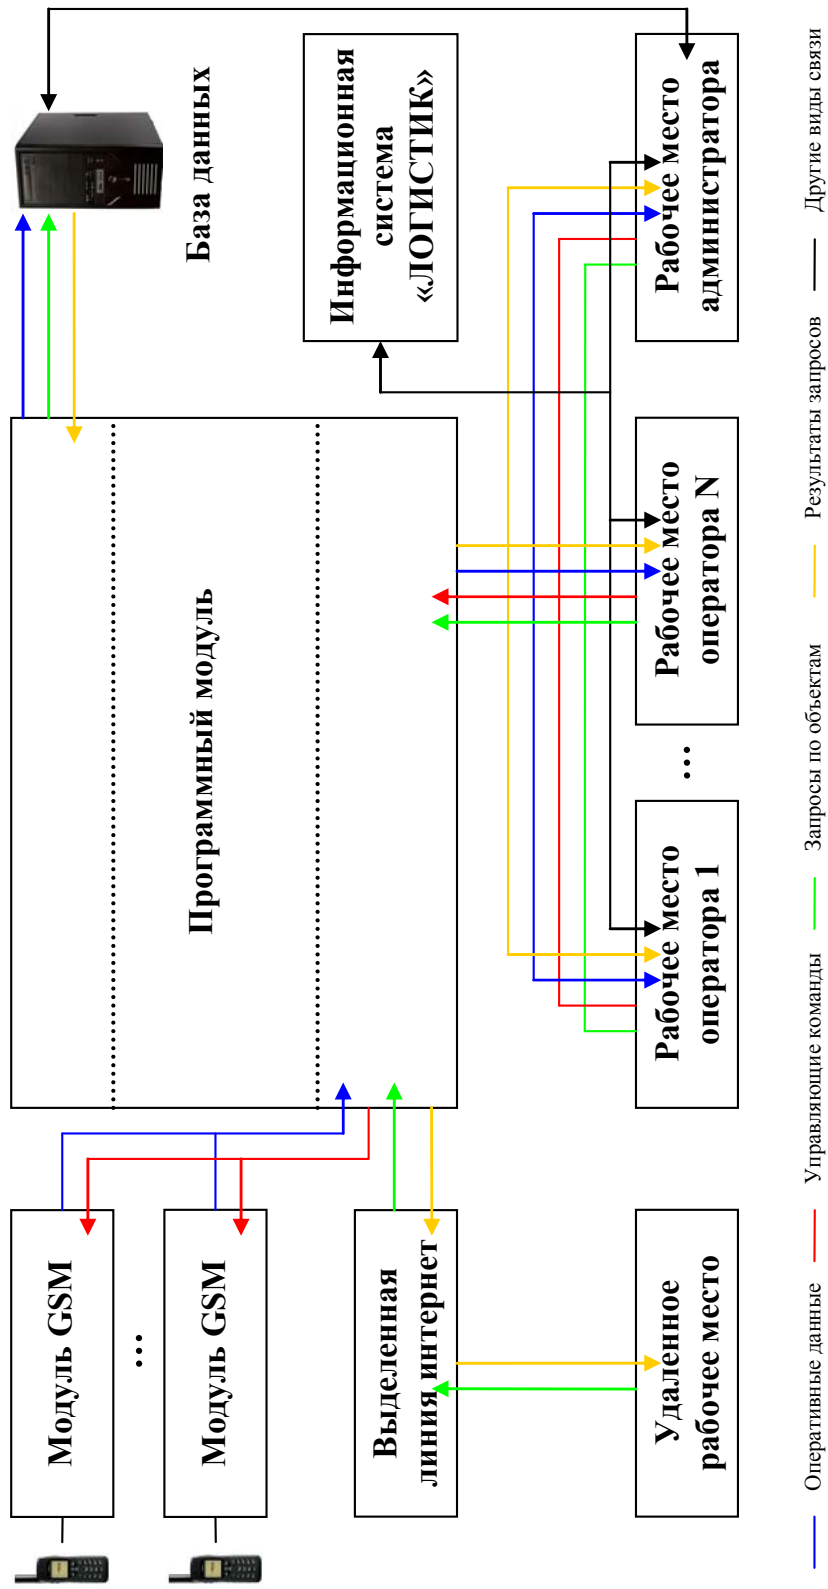 Модуль GSM
...
Модуль GSM
Выделенная
линия интернет
Удаленное
рабочее место
Программный модуль
База данных
Информационная
система
«ЛОГИСТИК»
Рабочее место
оператора 1
...
Рабочее место
оператора N
Рабочее место
администратора
Оперативные данные
Управляющие команды
Запросы по объектам
Результаты запросов
Другие виды связи